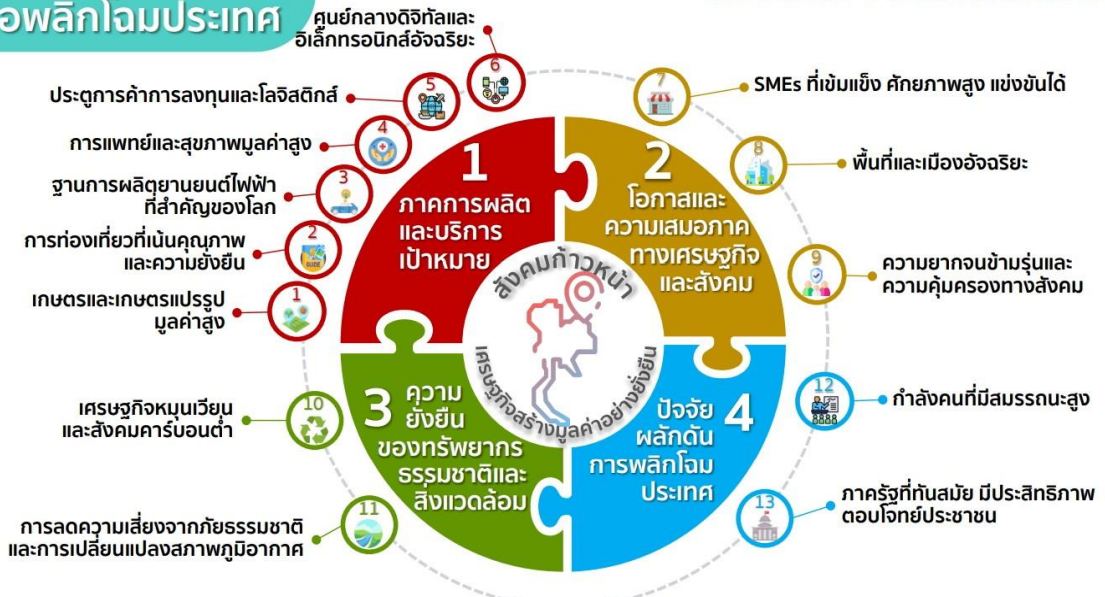 พลิกโฉมประเทศ
ศูนย์กลางดิจิทัลและ
อิเล็กทรอนิกส์อัจฉริยะ
6
ประตูการค้าการลงทุนและโลจิสติกส์
5
การแพทย์และสุขภาพมูลค่าสูง
4
ฐานการผลิตยานยนต์ไฟฟ้า
ที่สำคัญของโลก
3
การท่องเที่ยวที่เน้นคุณภาพ
และความยั่งยืน
2
GUIDE
เกษตรและเกษตรแปรรูป
มูลค่าสูง
1
1
ภาคการผลิต
และบริการ
เป้าหมาย
7
SMEs ที่เข้มแข็ง ศักยภาพสูง แข่งขันได้
8
พื้นที่และเมืองอัจฉริยะ
9
ความยากจนข้ามรุ่นและ
ความคุ้มครองทางสังคม
2
โอกาสและ
ความเสมอภาค
ทางเศรษฐกิจ
และสังคม
สังคมก้าวหน้า
เศรษฐกิจสร้างมูลค่าอย่างยั่งยืน
10
เศรษฐกิจหมุนเวียน
และสังคมคาร์บอนต่ำ
11
การลดความเสี่ยงจากภัยธรรมชาติ
และการเปลี่ยนแปลงสภาพภูมิอากาศ
3 ความ
ยั่งยืน
ของทรัพยากร
ธรรมชาติและ
สิ่งแวดล้อม
ปัจจัย 4
ผลักดัน
การพลิกโฉม
ประเทศ
12
กำลังคนที่มีสมรรถนะสูง
13
ภาครัฐที่ทันสมัย มีประสิทธิภาพ
ตอบโจทย์ประชาชน